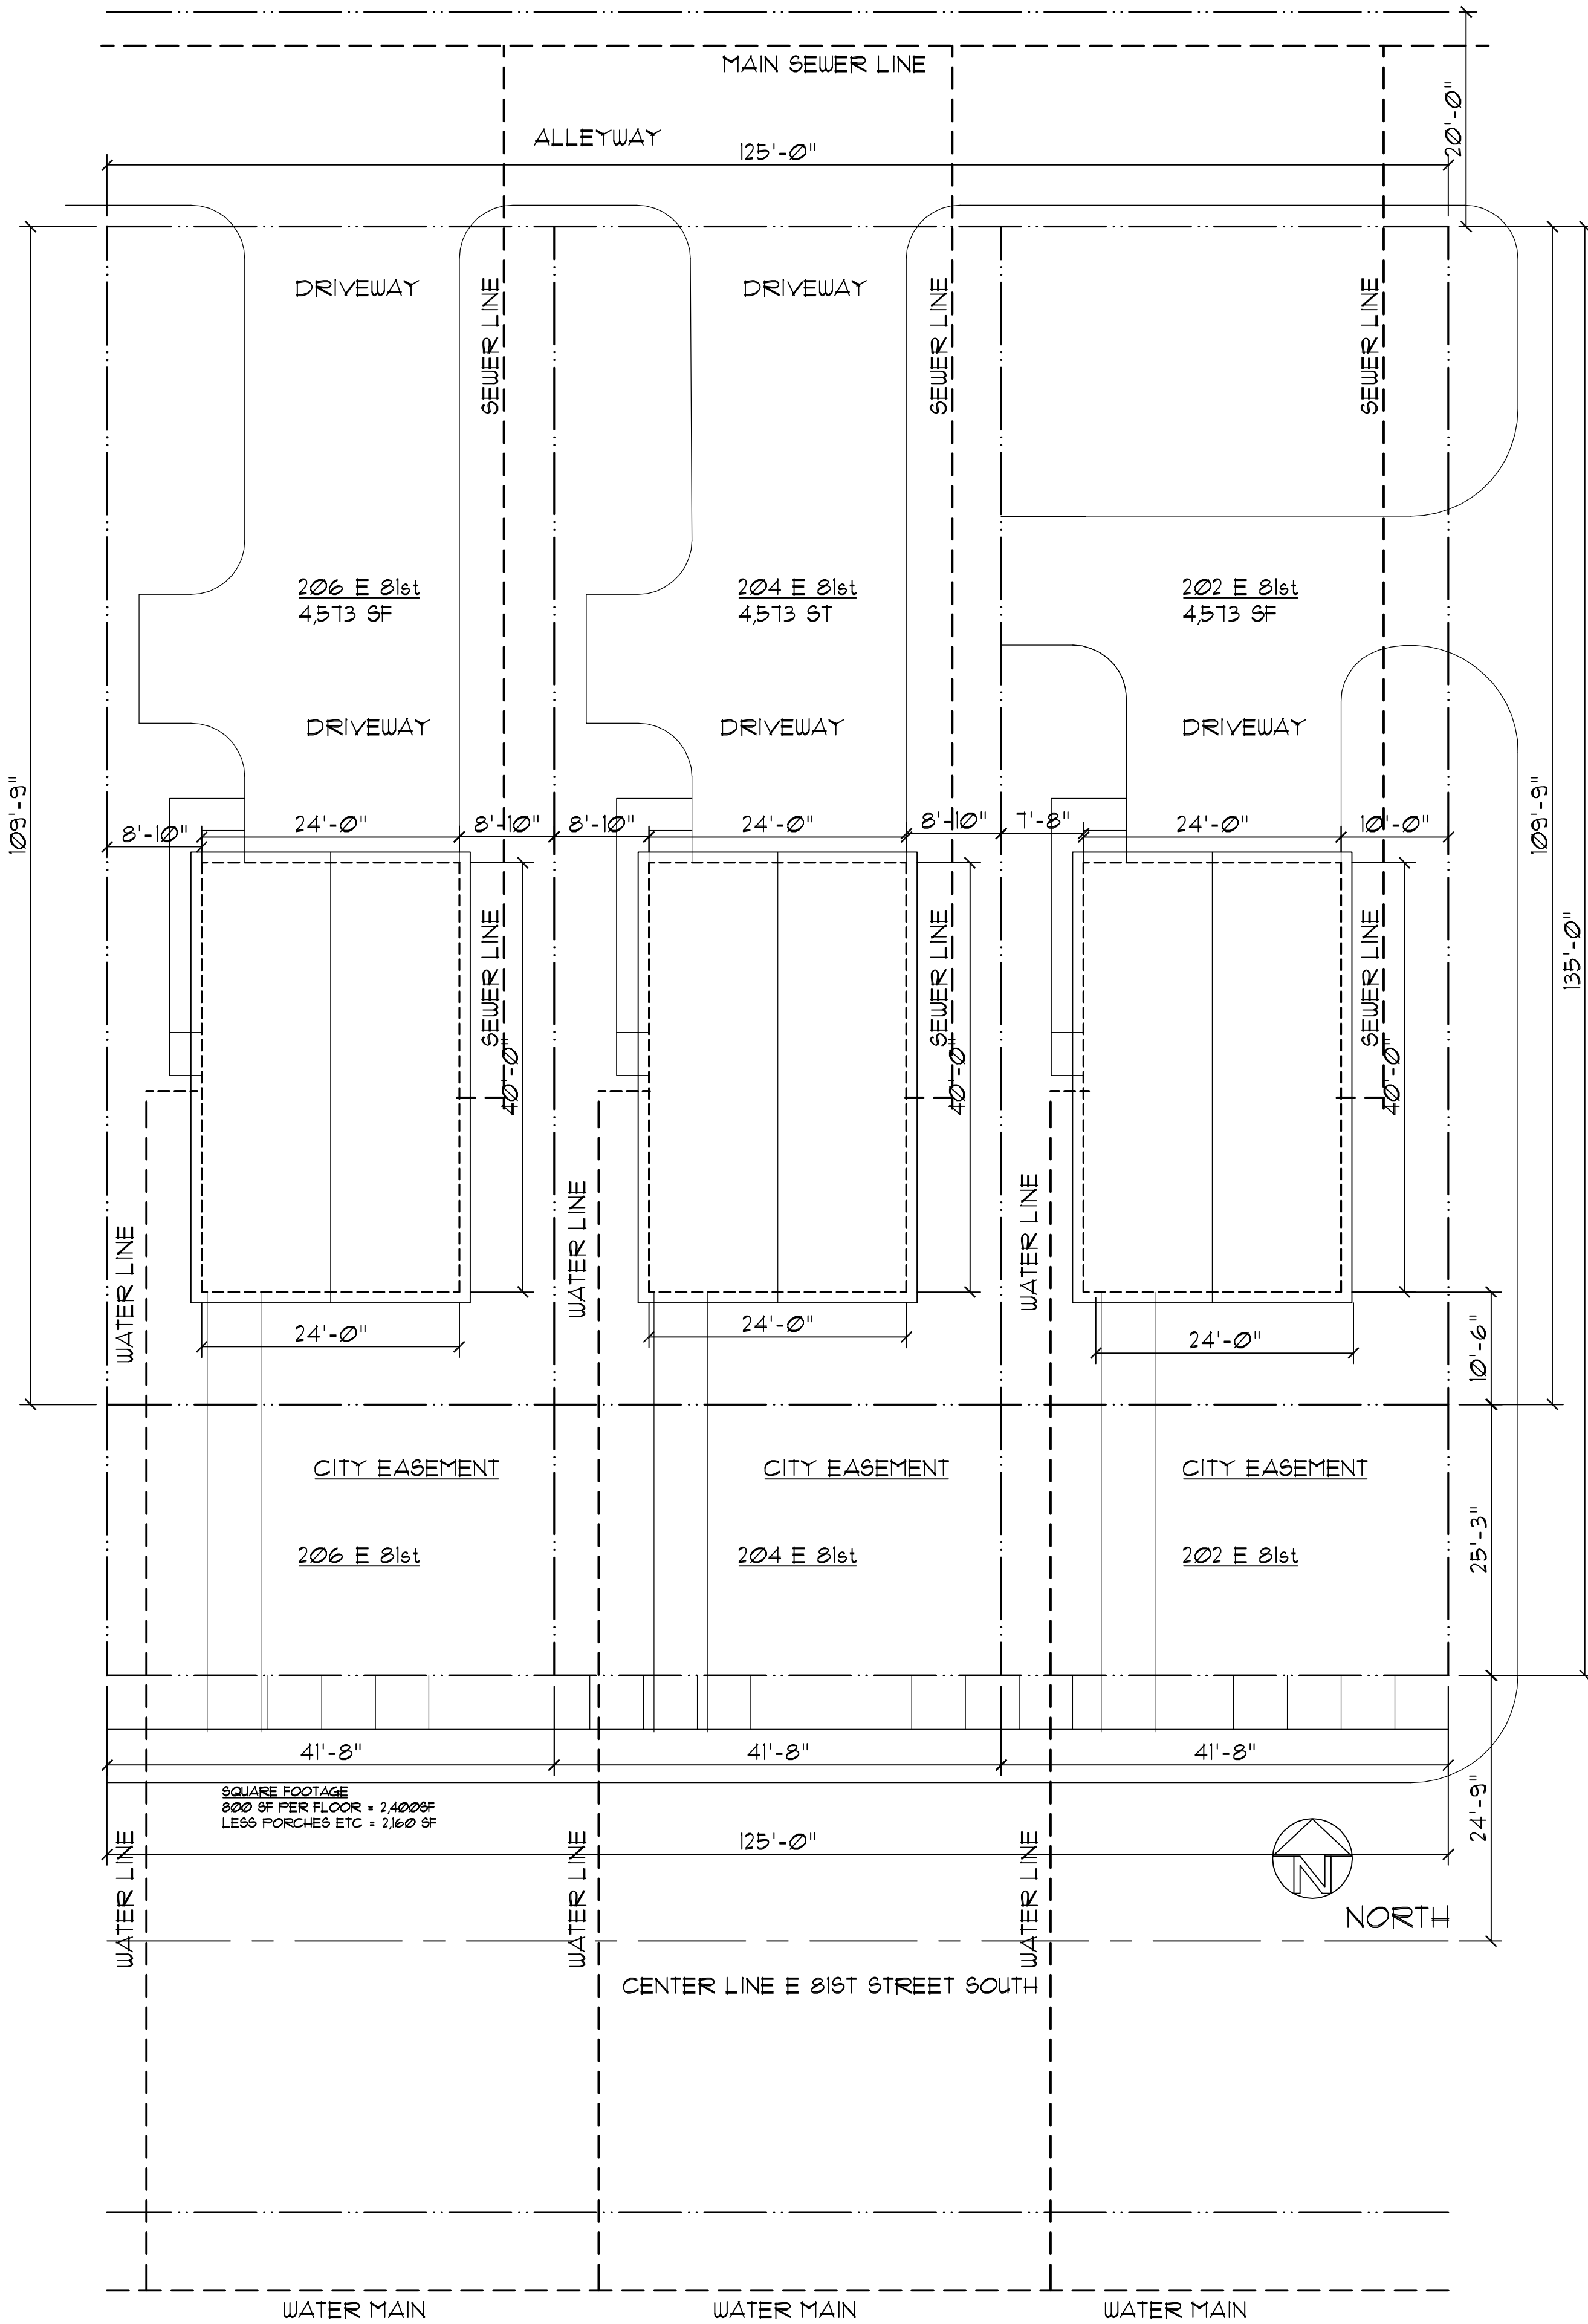 MAIN SEWER LINE
20'-0"
ALLEYWAY
125'-0"
DRIVEWAY
DRIVEWAY
SEWER LINE
SEWER LINE
SEWER LINE
206 E 81st
4,573 SF
204 E 81st
4,573 ST
202 E 81st
4,573 SF
DRIVEWAY
DRIVEWAY
DRIVEWAY
109'-9"
109'-9"
135'-0"
8'-10"
24'-0"
8'-10"
8'-10"
24'-0"
8'-10"
7'-8"
24'-0"
10'-0"
SEWER LINE
40'-0"
SEWER LINE
40'-0"
SEWER LINE
40'-0"
WATER LINE
WATER LINE
WATER LINE
24'-0"
24'-0"
24'-0"
10'-6"
CITY EASEMENT
CITY EASEMENT
CITY EASEMENT
25'-3"
206 E 81st
204 E 81st
202 E 81st
41'-8"
41'-8"
41'-8"
SQUARE FOOTAGE
800 SF PER FLOOR = 2,400SF
LESS PORCHES ETC = 2,160 SF
24'-9"
125'-0"
WATER LINE
WATER LINE
WATER LINE
N
NORTH
CENTER LINE E 81ST STREET SOUTH
WATER MAIN
WATER MAIN
WATER MAIN